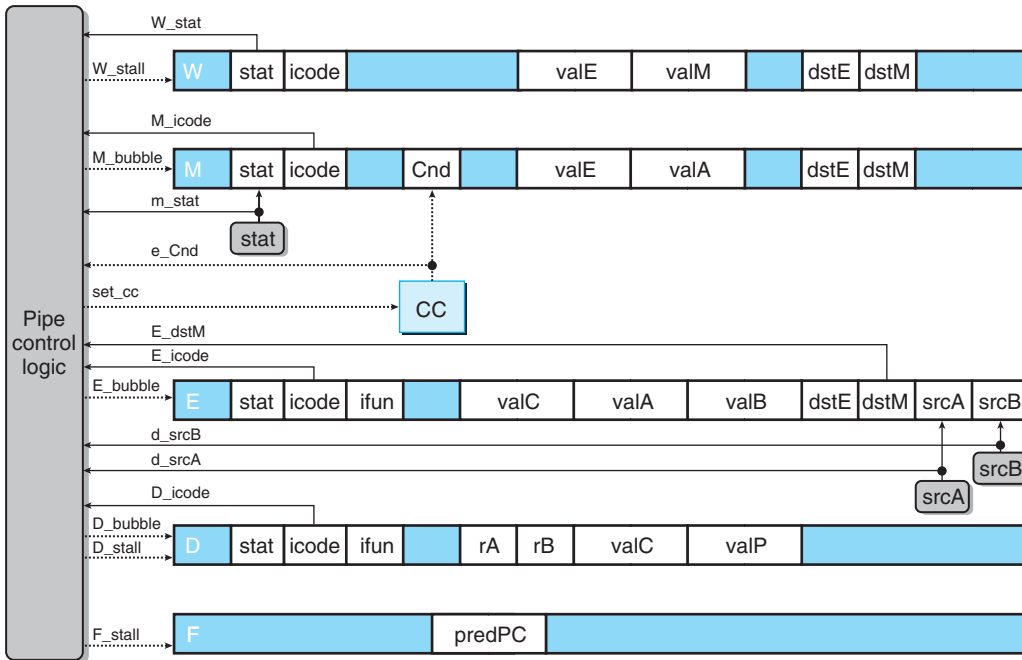 W_stat
W_stall
W stat icode valE valM dstE dstM
M_icode
M_bubble
M stat icode Cnd valE valA dstE dstM
m_stat
stat
e_Cnd
set_cc
CC
Pipe
control
logic
E_dstM
E_icode
E_bubble
E stat icode ifun valC valA valB dstE dstM srcA srcB
d_srcB
srcB
d_srcA
srcA
D_icode
D_bubble
D_stall
D stat icode ifun rA rB valC valP
F_stall
F predPC